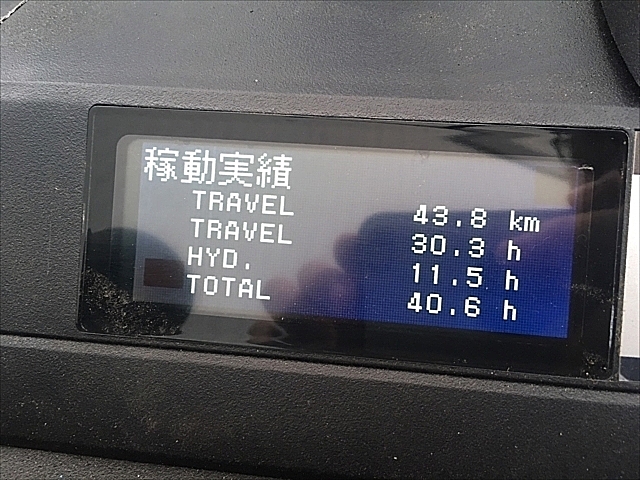 稼動実績
TRAVEL 43.8 km
TRAVEL 30.3 h
HYD. 11.5 h
TOTAL 40.6 h